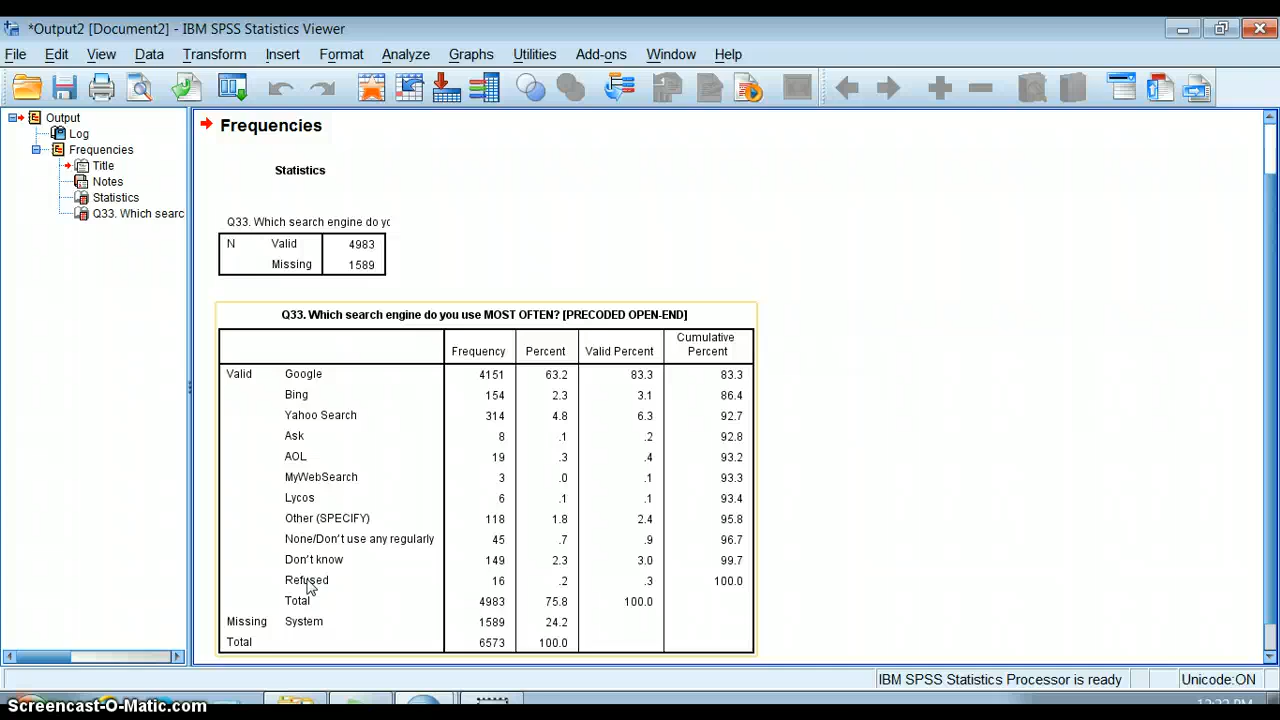 *Output2 [Document2] - IBM SPSS Statistics Viewer
File Edit View Data Transform Insert Format Analyze Graphs Utilities Add-ons Window Help
Output
Log
Frequencies
Title
Notes
Statistics
Q33. Which searc
Frequencies
Statistics
Q33. Which search engine do yo
N Valid 4983
Missing 1589
Q33. Which search engine do you use MOST OFTEN? [PRECODED OPEN-END]
Frequency Percent Valid Percent Cumulative Percent
Valid Google 4151 63.2 83.3 83.3
Bing 154 2.3 3.1 86.4
Yahoo Search 314 4.8 6.3 92.7
Ask 8 .1 .2 92.8
AOL 19 .3 .4 93.2
MyWebSearch 3 .0 .1 93.3
Lycos 6 .1 .1 93.4
Other (SPECIFY) 118 1.8 2.4 95.8
None/Don't use any regularly 45 .7 .9 96.7
Don't know 149 2.3 3.0 99.7
Refused 16 .2 .3 100.0
Total 4983 75.8 100.0
Missing System 1589 24.2
Total 6573 100.0
IBM SPSS Statistics Processor is ready Unicode:ON
Screencast-O-Matic.com